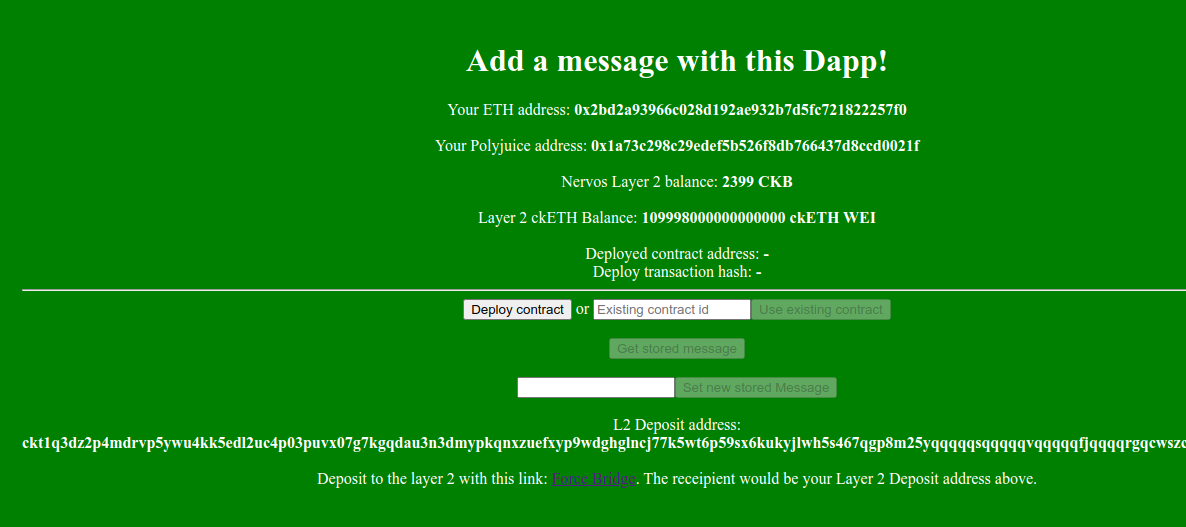 Add a message with this Dapp!
Your ETH address: 0x2bd2a93966c028d192ae932b7d5fc721822257f0
Your Polyjuice address: 0x1a73c298c29edef5b526f8db766437d8ccd0021f
Nervos Layer 2 balance: 2399 CKB
Layer 2 ckETH Balance: 109998000000000000 ckETH WEI
Deployed contract address: -
Deploy transaction hash: -
Deploy contract or Existing contract id Use existing contract
Get stored message
Set new stored Message
L2 Deposit address:
ckt1q3dz2p4mdrvp5ywu4kk5edl2uc4p03puvx07g7kgqdau3n3dmypkqnxzuefxyp9wdghglncj77k5wt6p59sx6kukyjlwh5s467qgp8m25yqqqqqsqqqqqvqqqqqfjqqqqrgqcwszc
Deposit to the layer 2 with this link: Force Bridge. The receipient would be your Layer 2 Deposit address above.